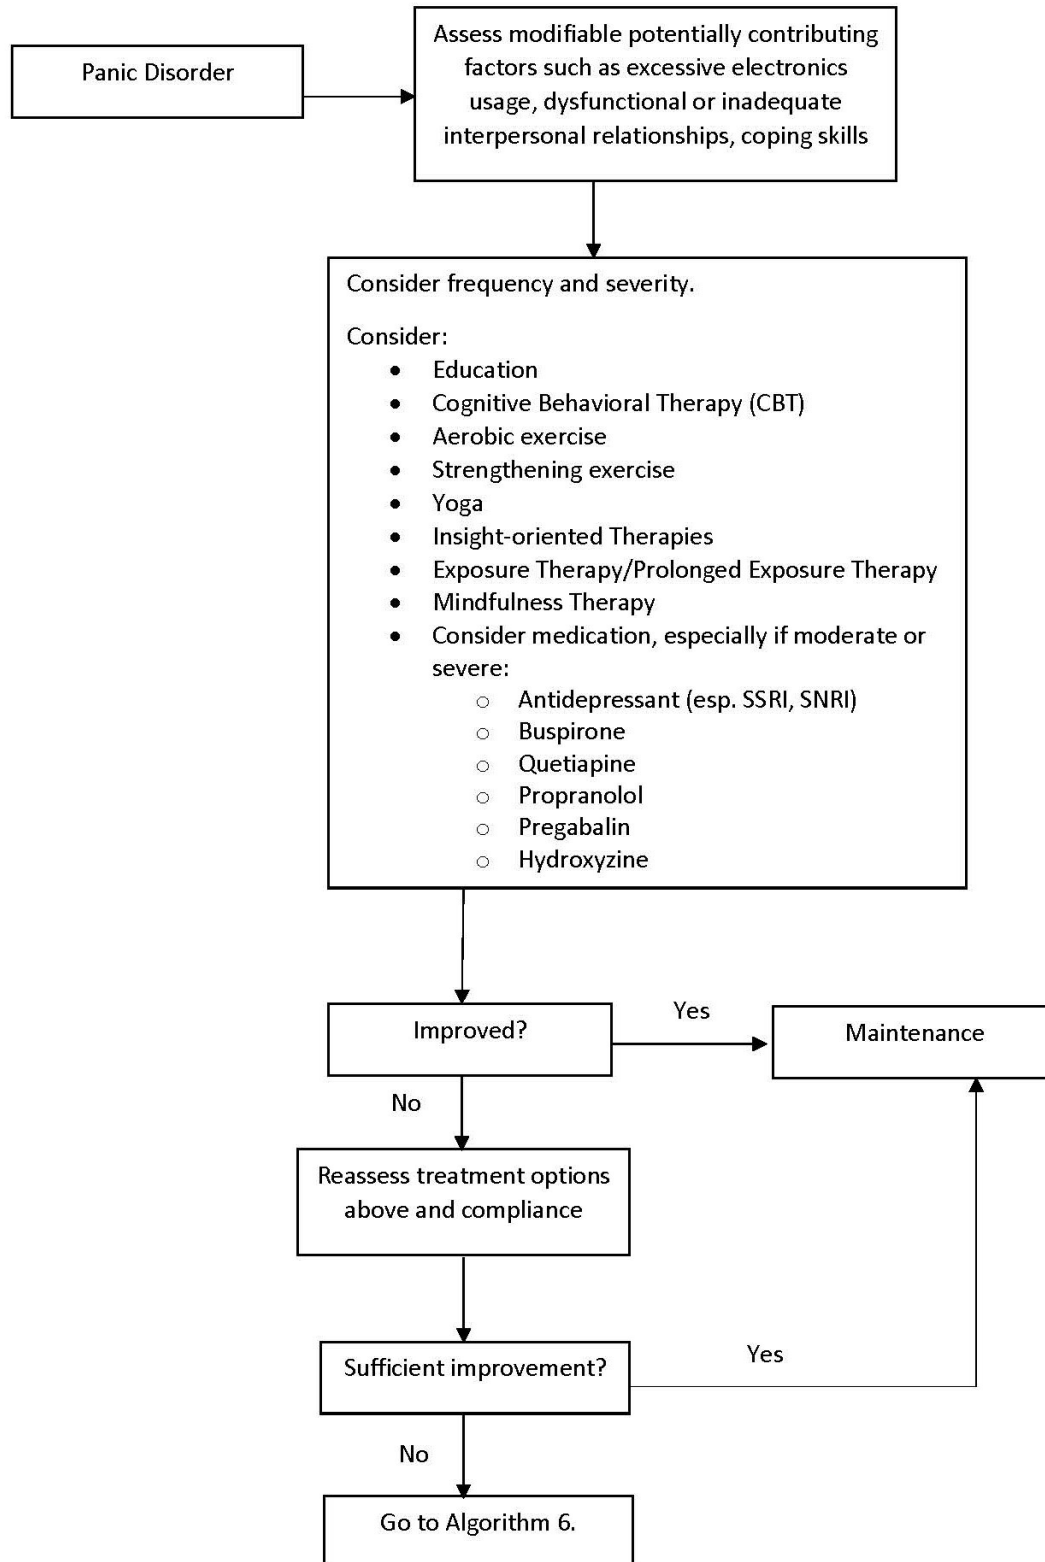 Panic Disorder
Assess modifiable potentially contributing
factors such as excessive electronics
usage, dysfunctional or inadequate
interpersonal relationships, coping skills
Consider frequency and severity.
Consider:
• Education
• Cognitive Behavioral Therapy (CBT)
• Aerobic exercise
• Strengthening exercise
• Yoga
• Insight-oriented Therapies
• Exposure Therapy/Prolonged Exposure Therapy
• Mindfulness Therapy
• Consider medication, especially if moderate or
severe:
○ Antidepressant (esp. SSRI, SNRI)
○ Buspirone
○ Quetiapine
○ Propranolol
○ Pregabalin
○ Hydroxyzine
Improved?
Yes
Maintenance
No
Reassess treatment options
above and compliance
Sufficient improvement?
Yes
No
Go to Algorithm 6.